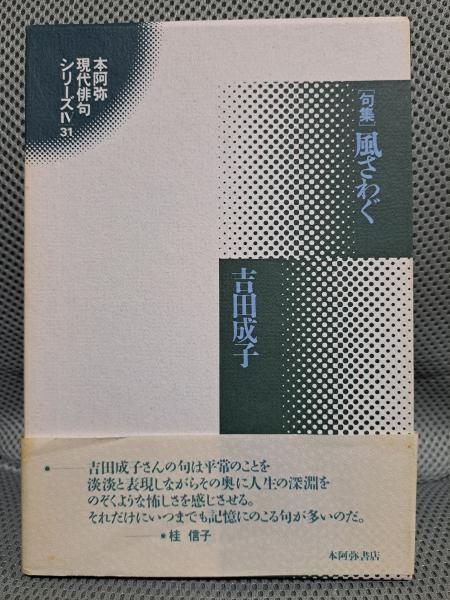 本阿弥
現代俳句
シリーズⅣ
31
［句集］風さわぐ
吉田成子
吉田成子さんの句は平常のことを
淡淡と表現しながらその奥に人生の深淵を
のぞくような怖しさを感じさせる。
それだけにいつまでも記憶にのこる句が多いのだ。
桂 信子
本阿弥書店